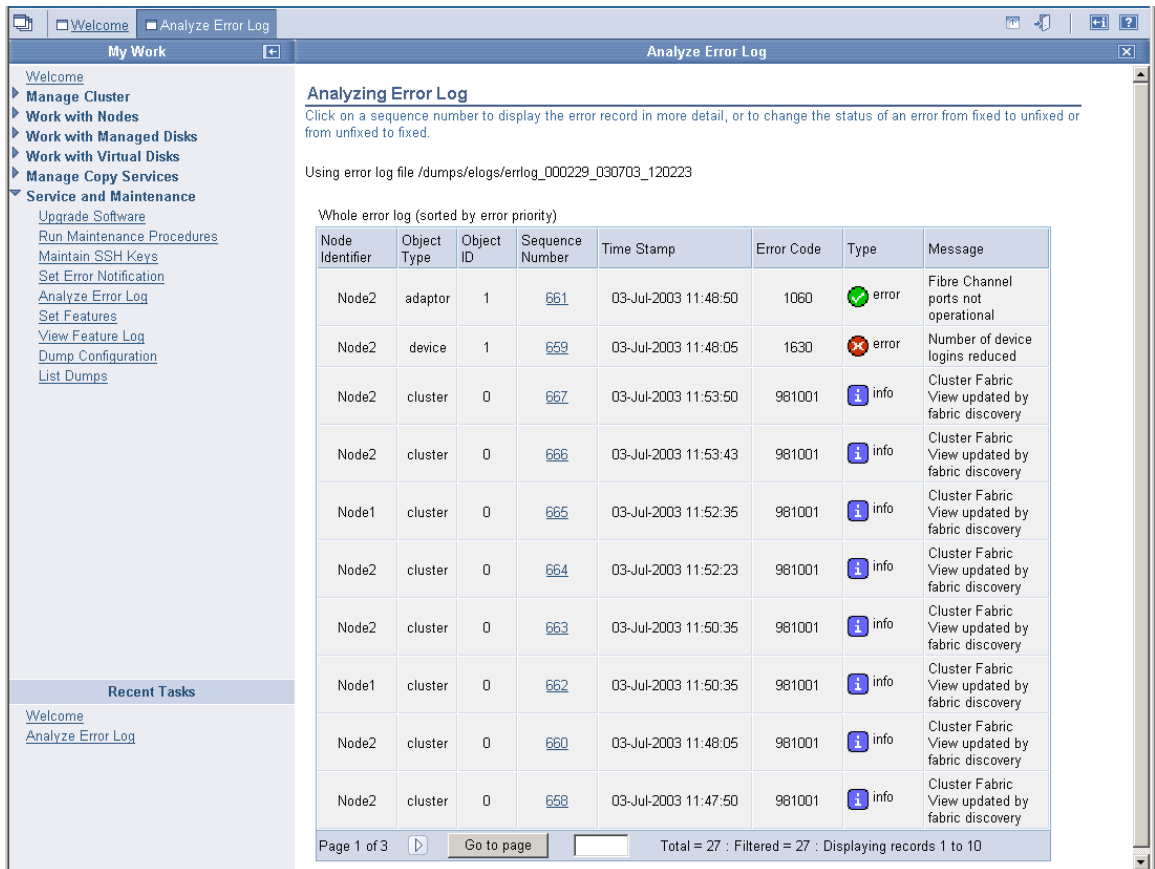 Welcome
Analyze Error Log
My Work
Analyze Error Log
Welcome
Manage Cluster
Work with Nodes
Work with Managed Disks
Work with Virtual Disks
Manage Copy Services
Service and Maintenance
Upgrade Software
Run Maintenance Procedures
Maintain SSH Keys
Set Error Notification
Analyze Error Log
Set Features
View Feature Log
Dump Configuration
List Dumps
Recent Tasks
Welcome
Analyze Error Log
Analyzing Error Log
Click on a sequence number to display the error record in more detail, or to change the status of an error from fixed to unfixed or
from unfixed to fixed.
Using error log file /dumps/elogs/errlog_000229_030703_120223
Whole error log (sorted by error priority)
Node Identifier Object Type Object ID Sequence Number Time Stamp Error Code Type Message
Node2 adaptor 1 661 03-Jul-2003 11:48:50 1060 error Fibre Channel ports not operational
Node2 device 1 659 03-Jul-2003 11:48:05 1630 error Number of device logins reduced
Node2 cluster 0 667 03-Jul-2003 11:53:50 981001 info Cluster Fabric View updated by fabric discovery
Node2 cluster 0 666 03-Jul-2003 11:53:43 981001 info Cluster Fabric View updated by fabric discovery
Node1 cluster 0 665 03-Jul-2003 11:52:35 981001 info Cluster Fabric View updated by fabric discovery
Node2 cluster 0 664 03-Jul-2003 11:52:23 981001 info Cluster Fabric View updated by fabric discovery
Node2 cluster 0 663 03-Jul-2003 11:50:35 981001 info Cluster Fabric View updated by fabric discovery
Node1 cluster 0 662 03-Jul-2003 11:50:35 981001 info Cluster Fabric View updated by fabric discovery
Node2 cluster 0 660 03-Jul-2003 11:48:05 981001 info Cluster Fabric View updated by fabric discovery
Node2 cluster 0 658 03-Jul-2003 11:47:50 981001 info Cluster Fabric View updated by fabric discovery
Page 1 of 3 Go to page Total = 27 : Filtered = 27 : Displaying records 1 to 10